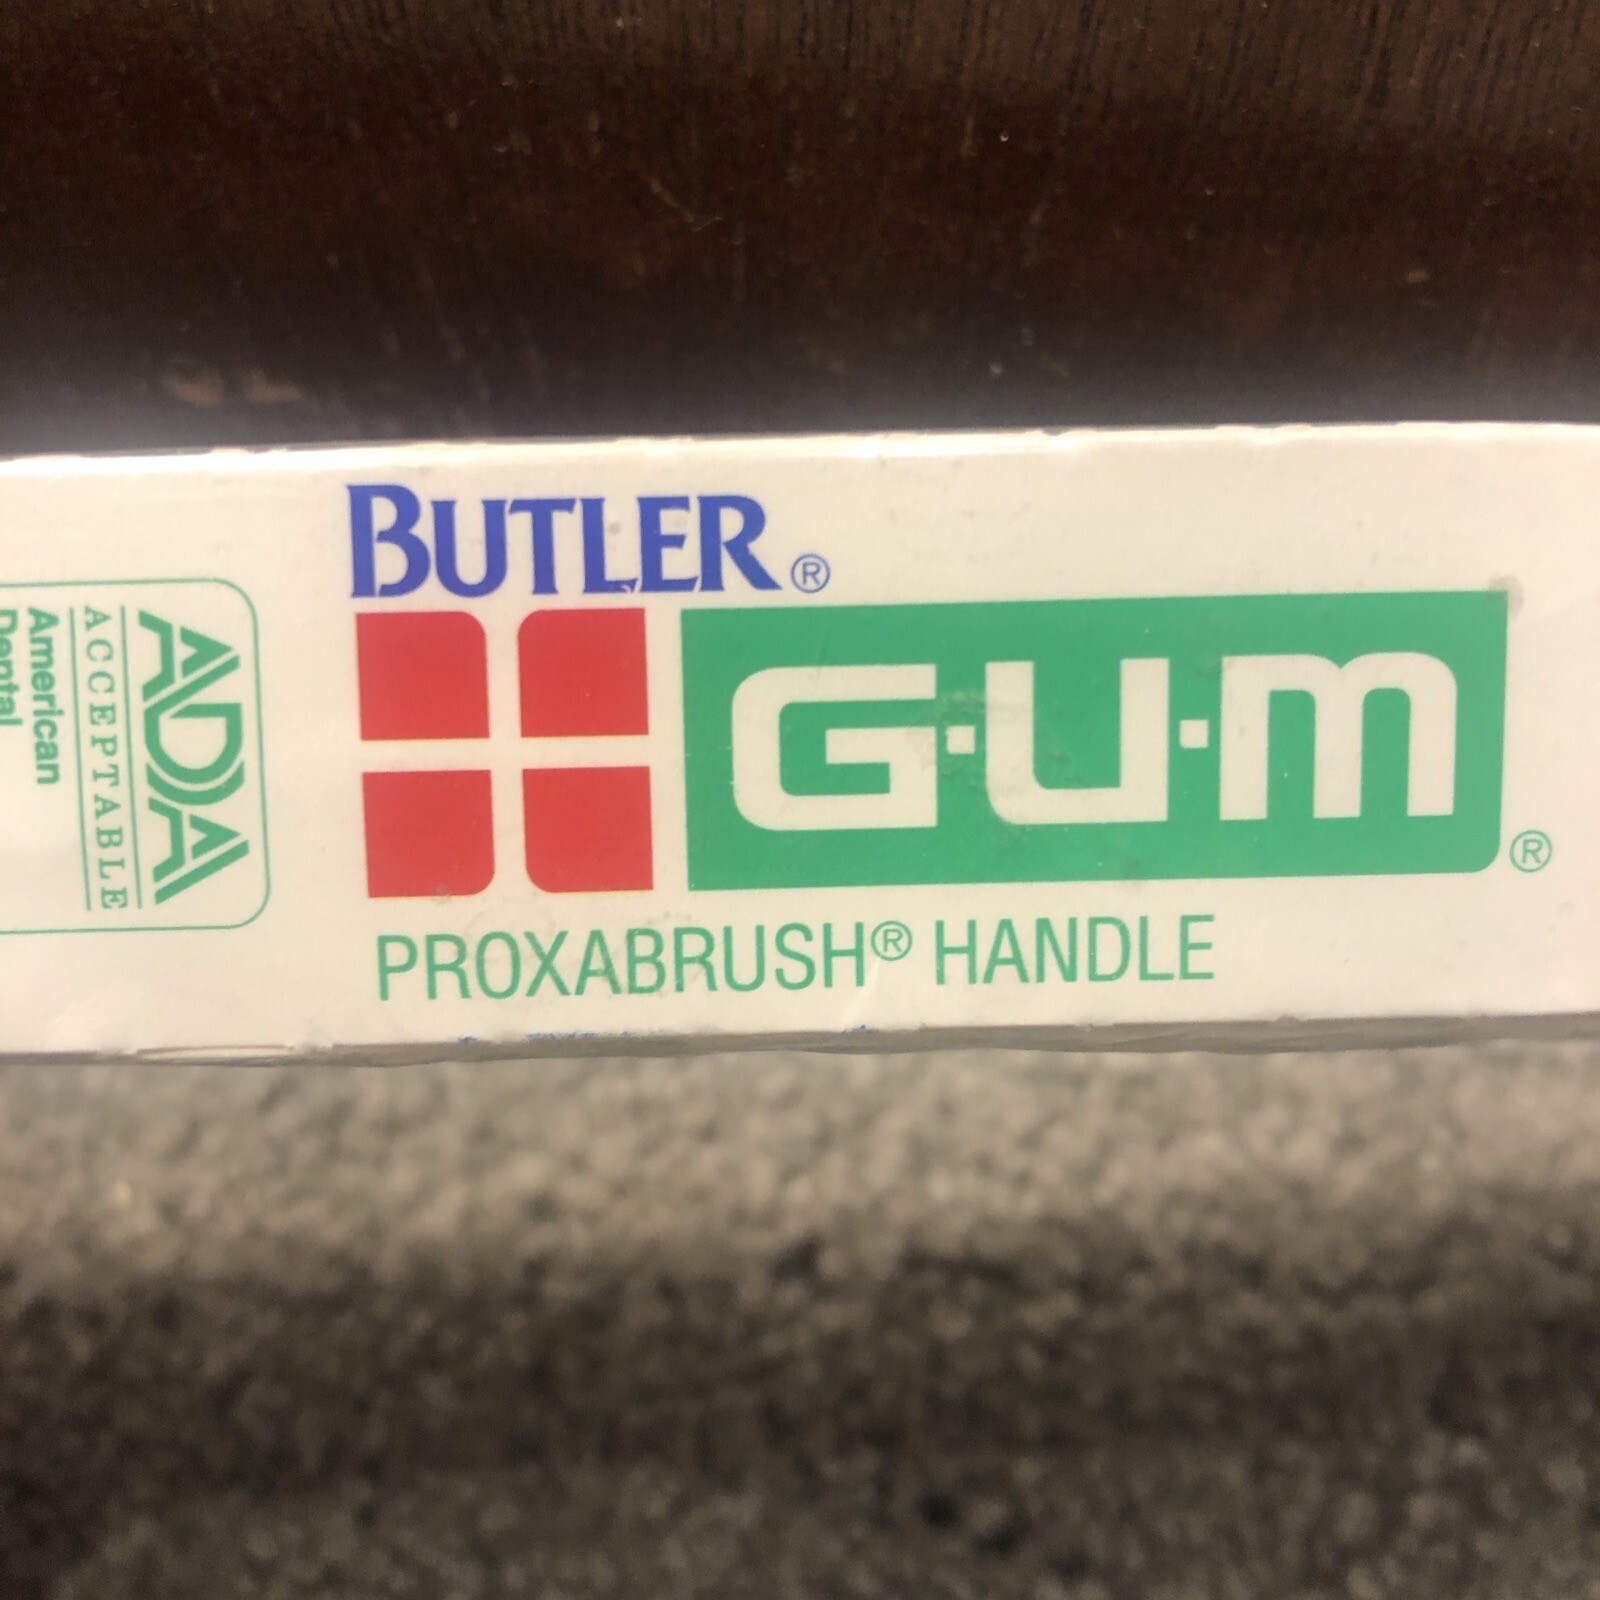 BUTLER®
G·U·M®
PROXABRUSH® HANDLE
ADA
ACCEPTABLE
American
Dental